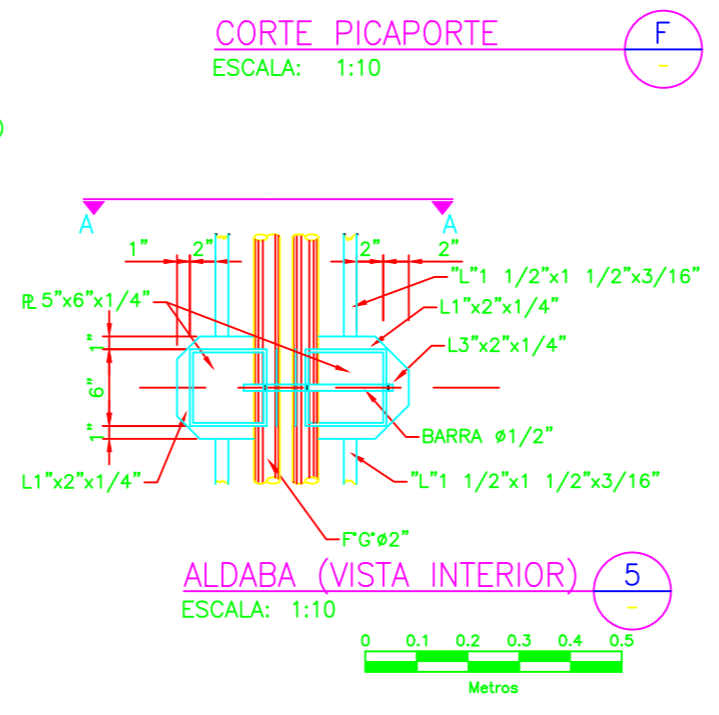 CORTE PICAPORTE
F
ESCALA: 1:10
-
)
A
A
1" 2" 2" 2"
"L"1 1/2"x1 1/2"x3/16"
℄ 5"x6"x1/4"
L1"x2"x1/4"
1"
L3"x2"x1/4"
6"
1"
BARRA ø1/2"
L1"x2"x1/4"
"L"1 1/2"x1 1/2"x3/16"
F°G°ø2"
ALDABA (VISTA INTERIOR)
5
ESCALA: 1:10
-
0 0.1 0.2 0.3 0.4 0.5
Metros